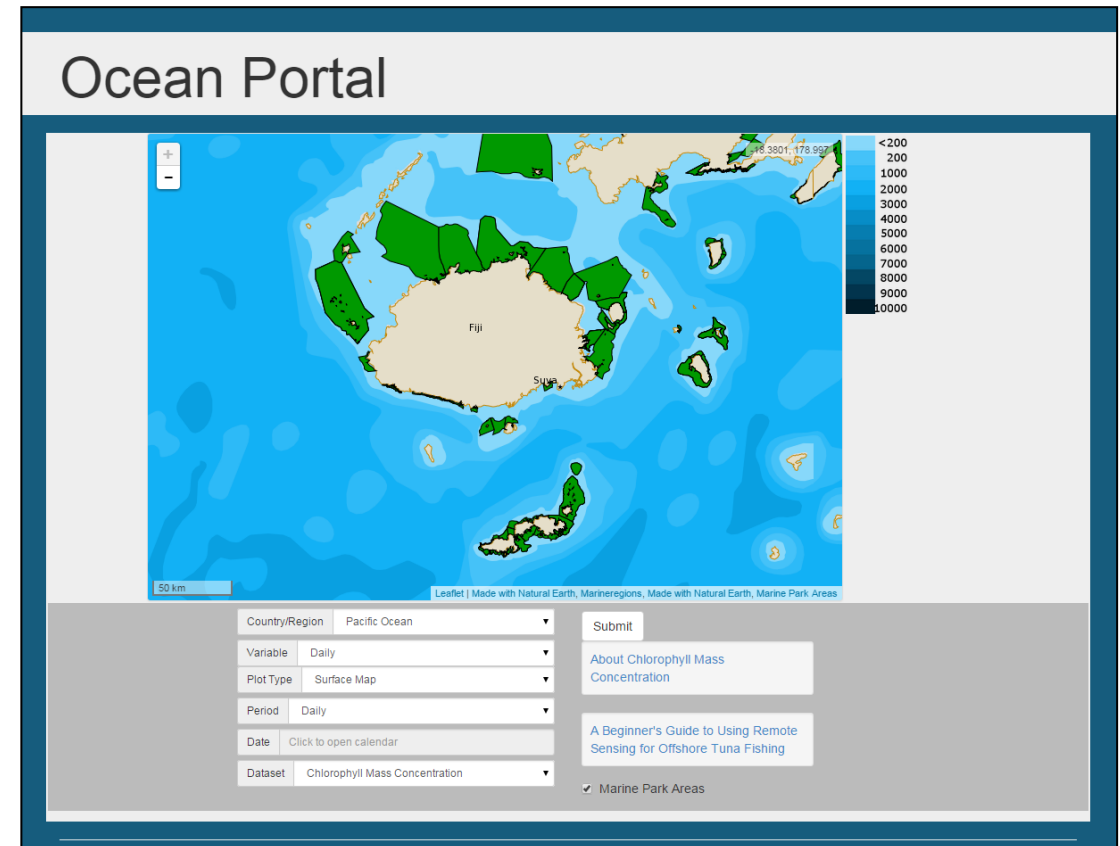 Ocean Portal
+
-
-18.3801, 178.997
Fiji
Suva
50 km
Leaflet | Made with Natural Earth, Marineregions, Made with Natural Earth, Marine Park Areas
<200
200
1000
2000
3000
4000
5000
6000
7000
8000
9000
10000
Country/Region Pacific Ocean
Variable Daily
Plot Type Surface Map
Period Daily
Date Click to open calendar
Dataset Chlorophyll Mass Concentration
Submit
About Chlorophyll Mass
Concentration
A Beginner's Guide to Using Remote
Sensing for Offshore Tuna Fishing
Marine Park Areas